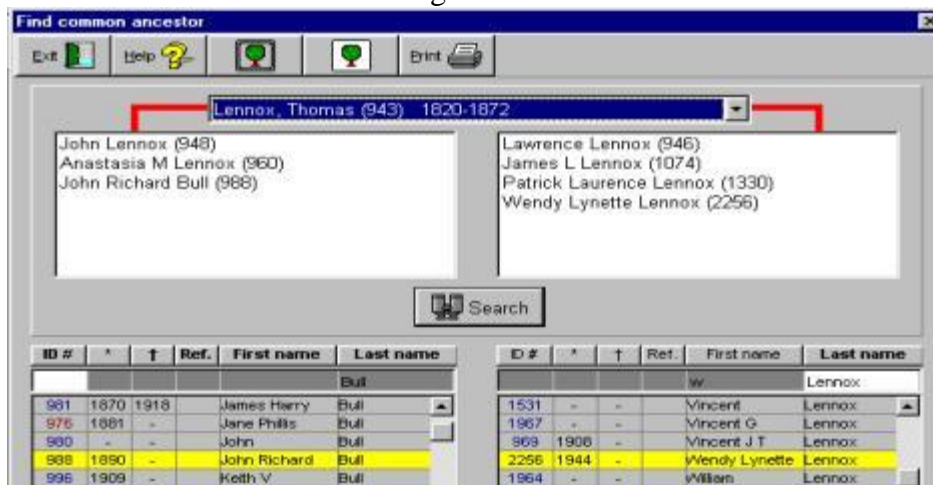 Find common ancestor
Exit Help Print
Lennox, Thomas (943) 1820-1872
John Lennox (948)
Anastasia M Lennox (960)
John Richard Bull (988)
Lawrence Lennox (946)
James L Lennox (1074)
Patrick Laurence Lennox (1330)
Wendy Lynette Lennox (2256)
Search
ID # * † Ref. First name Last name
Bull
981 1870 1918 James Harry Bull
976 1881 - Jane Phillis Bull
980 - - John Bull
988 1890 - John Richard Bull
996 1909 - Keith V Bull
ID # * † Ref. First name Last name
w Lennox
1531 - - Vincent Lennox
1967 - - Vincent G Lennox
969 1908 - Vincent J T Lennox
2256 1944 - Wendy Lynette Lennox
1964 - - William Lennox